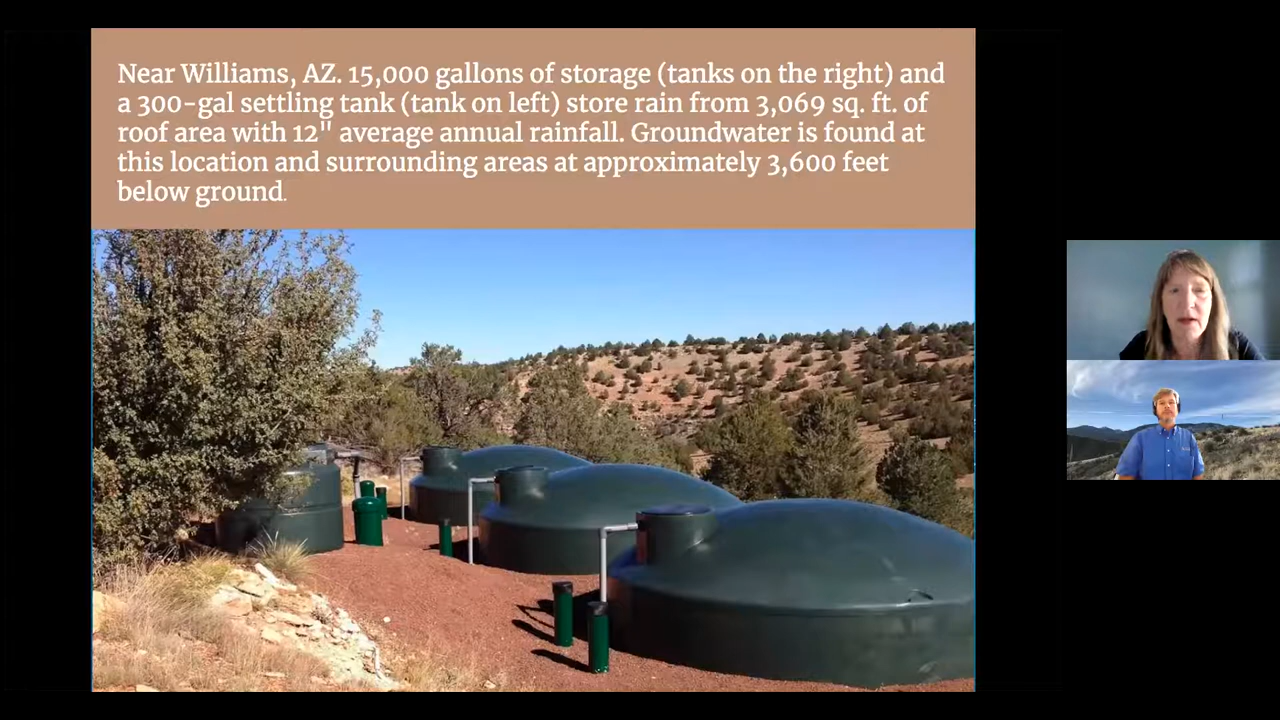 Near Williams, AZ. 15,000 gallons of storage (tanks on the right) and
a 300-gal settling tank (tank on left) store rain from 3,069 sq. ft. of
roof area with 12" average annual rainfall. Groundwater is found at
this location and surrounding areas at approximately 3,600 feet
below ground.